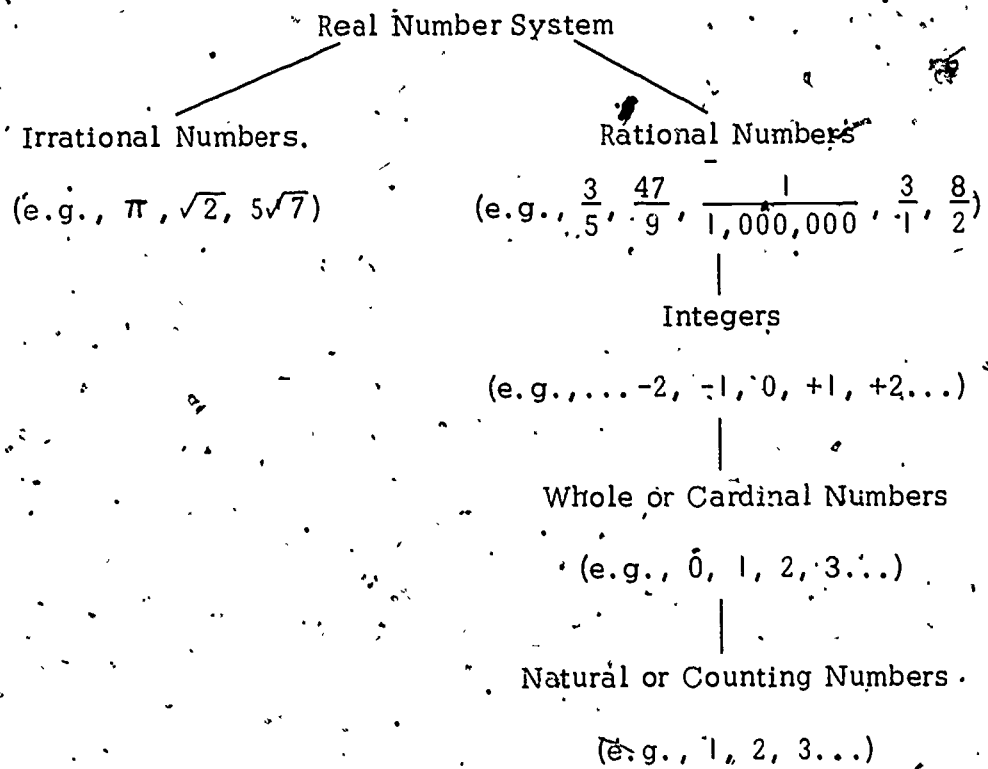 Real Number System
Irrational Numbers.
Rational Numbers
(e.g., π, √2, 5√7)
(e.g., 3/5, 47/9, 1/1,000,000, 3/1, 8/2)
Integers
(e.g.,... -2, -1, 0, +1, +2...)
Whole or Cardinal Numbers
(e.g., 0, 1, 2, 3...)
Natural or Counting Numbers
(e.g., 1, 2, 3...)